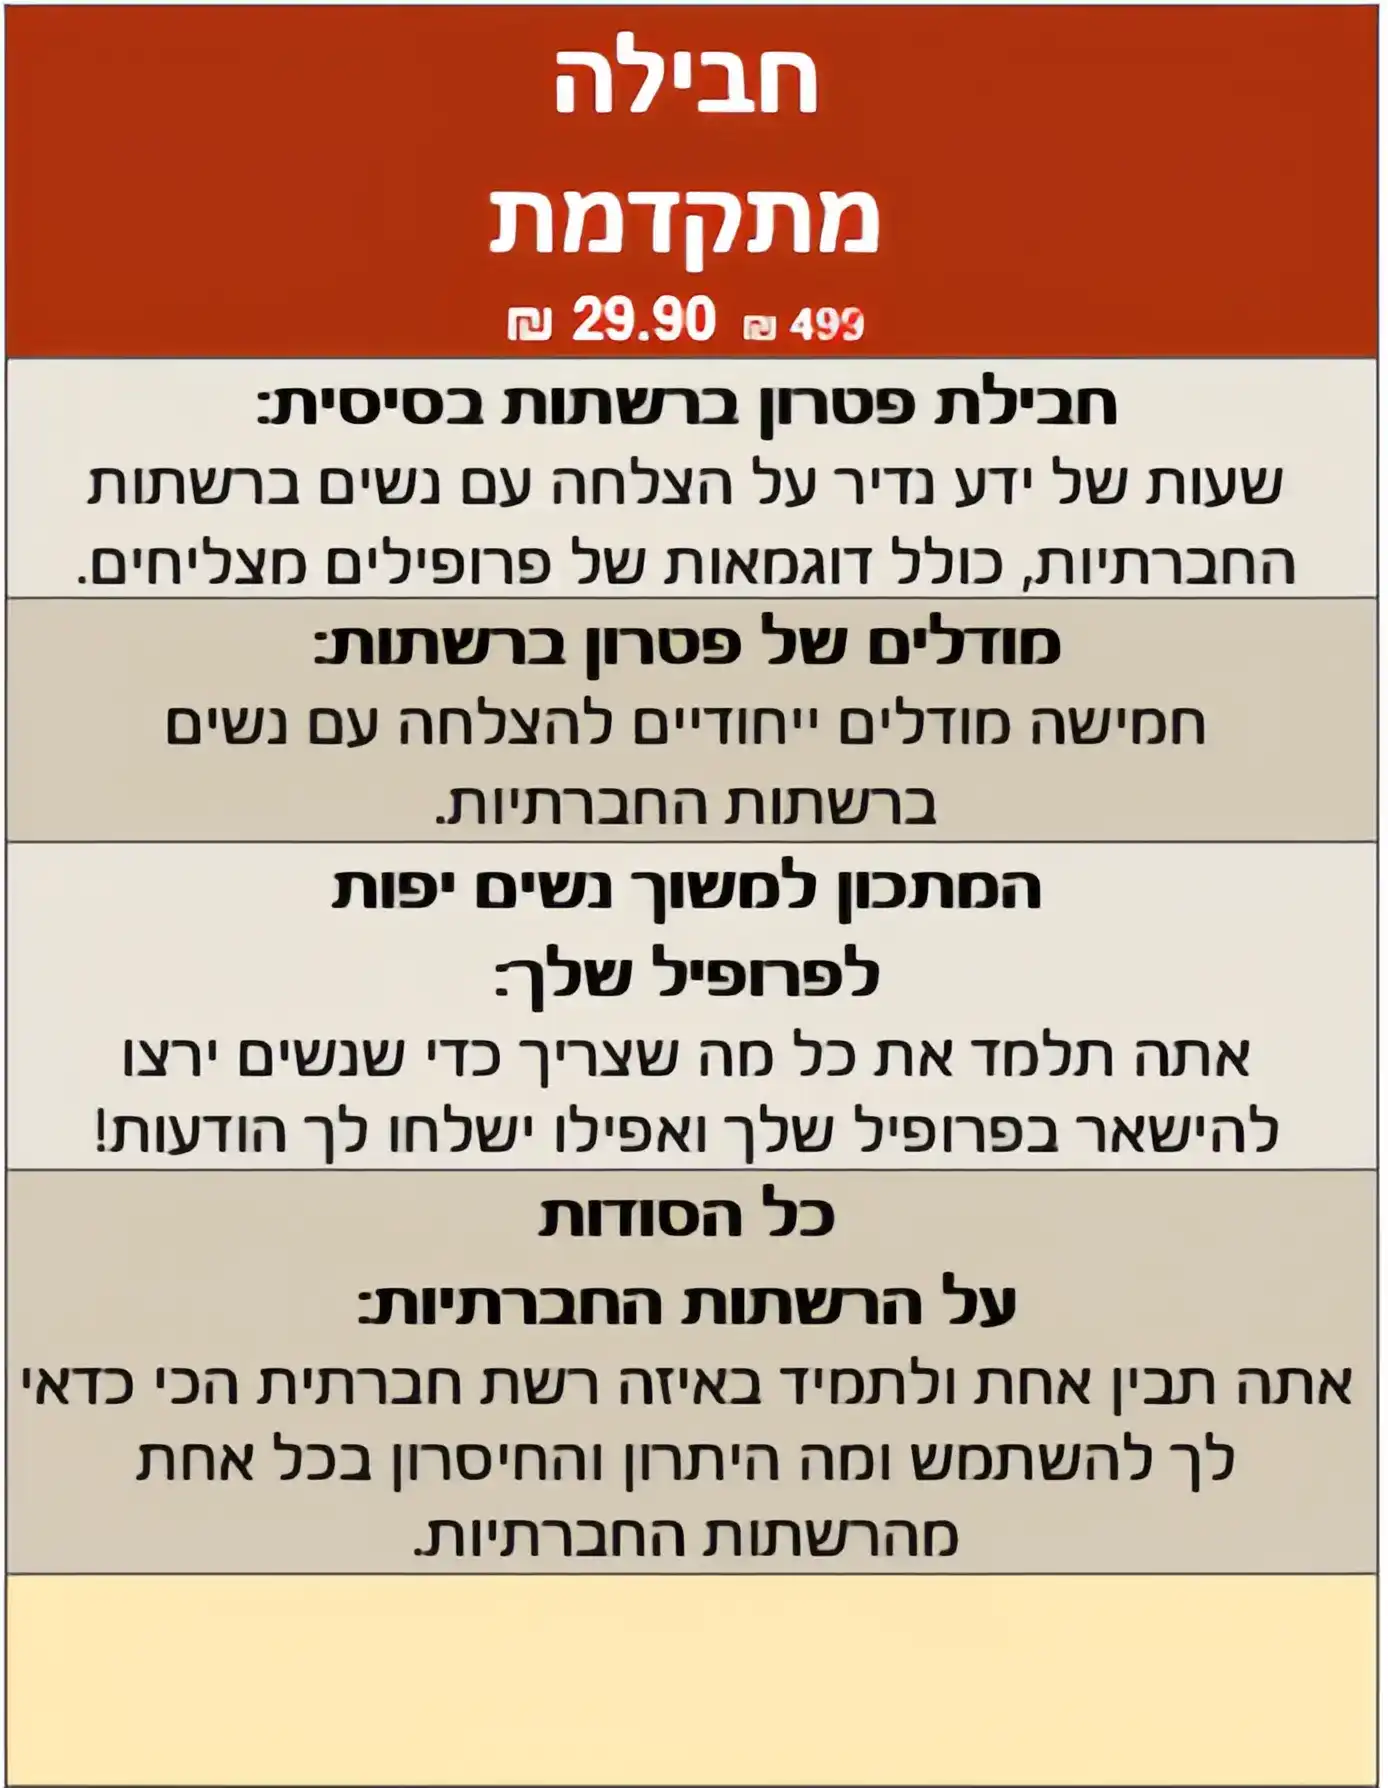 חבילה
מתקדמת
499 ₪ 29.90 ₪
חבילת פטרון ברשתות בסיסית:
שעות של ידע נדיר על הצלחה עם נשים ברשתות
החברתיות, כולל דוגמאות של פרופילים מצליחים.
מודלים של פטרון ברשתות:
חמישה מודלים ייחודיים להצלחה עם נשים
ברשתות החברתיות.
המתכון למשוך נשים יפות
לפרופיל שלך:
אתה תלמד את כל מה שצריך כדי שנשים ירצו
להישאר בפרופיל שלך ואפילו ישלחו לך הודעות!
כל הסודות
על הרשתות החברתיות:
אתה תבין אחת ולתמיד באיזה רשת חברתית הכי כדאי
לך להשתמש ומה היתרון והחיסרון בכל אחת
מהרשתות החברתיות.